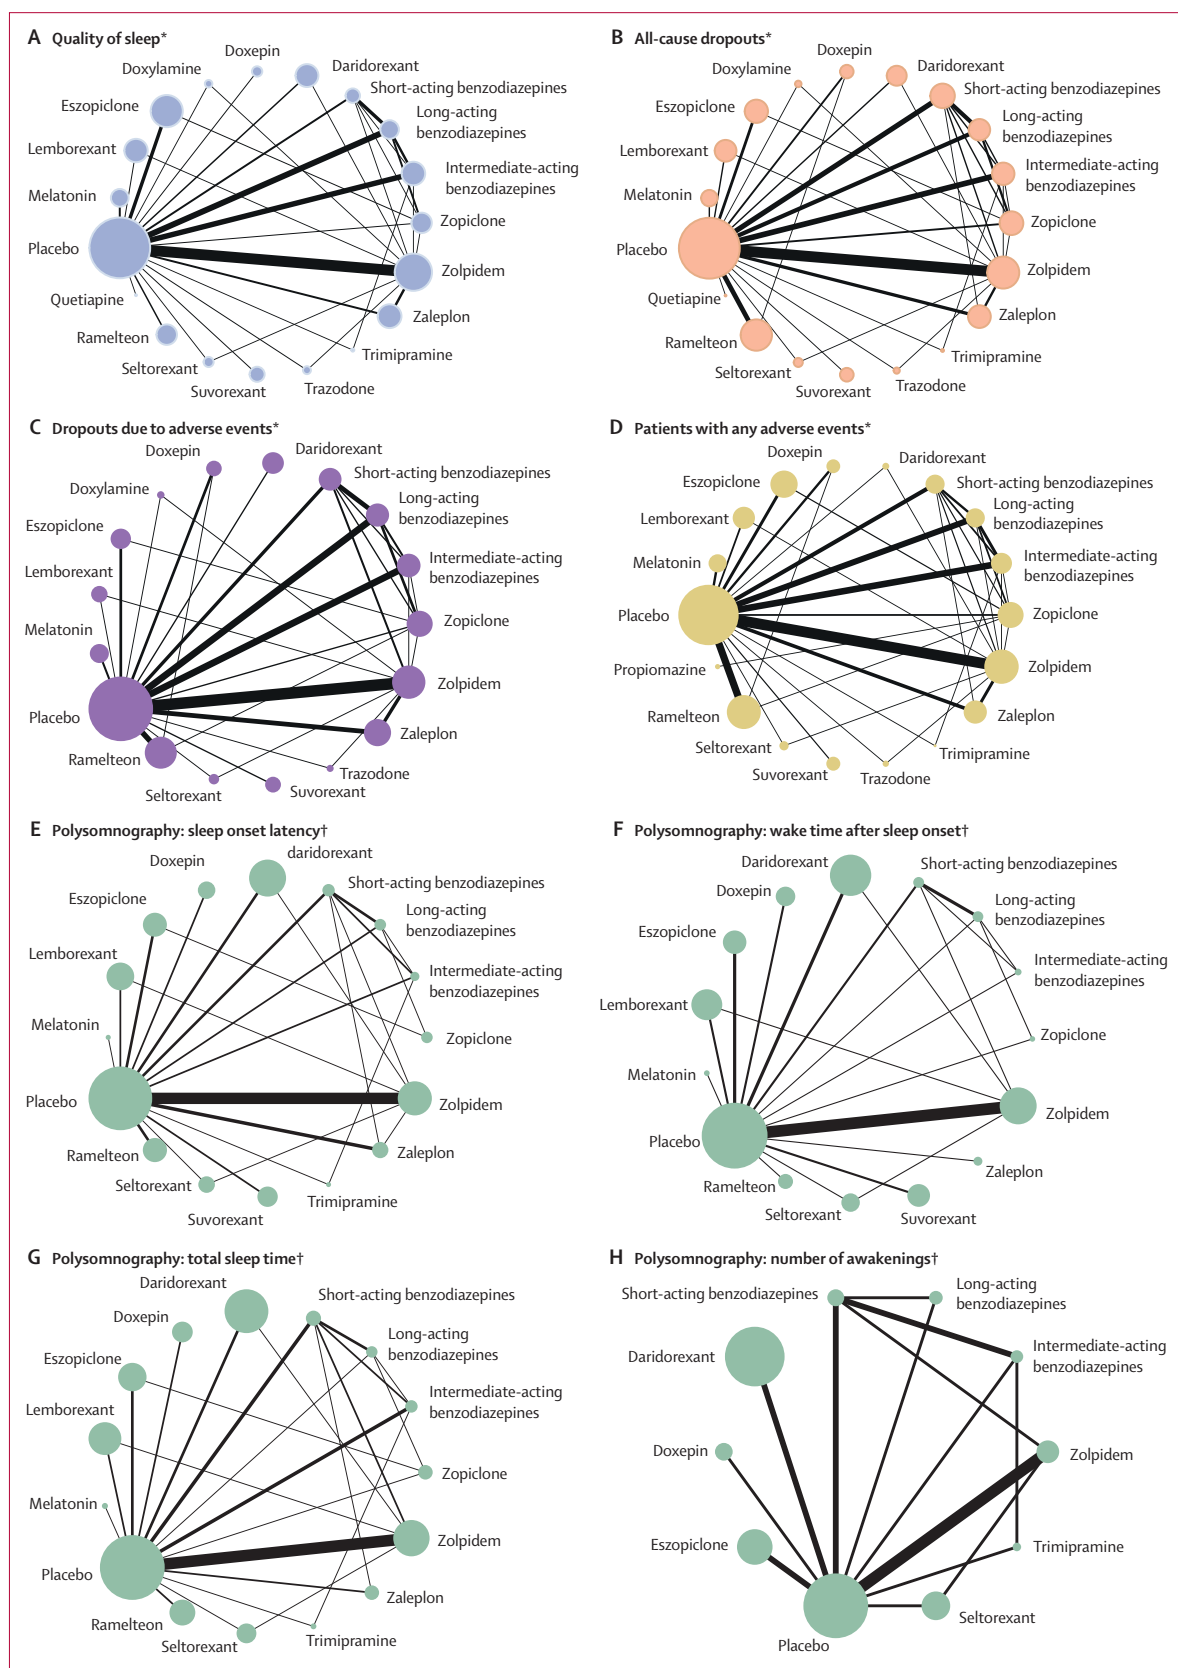 A Quality of sleep*
Doxepin
Doxylamine
Daridorexant
Short-acting benzodiazepines
Eszopiclone
Long-acting
benzodiazepines
Lemborexant
Intermediate-acting
benzodiazepines
Melatonin
Zopiclone
Placebo
Zolpidem
Quetiapine
Zaleplon
Ramelteon
Trimipramine
Seltorexant
Suvorexant
Trazodone
B All-cause dropouts*
Doxepin
Doxylamine
Daridorexant
Short-acting benzodiazepines
Eszopiclone
Long-acting
benzodiazepines
Lemborexant
Intermediate-acting
benzodiazepines
Melatonin
Zopiclone
Placebo
Zolpidem
Quetiapine
Zaleplon
Ramelteon
Trimipramine
Seltorexant
Suvorexant
Trazodone
C Dropouts due to adverse events*
Doxepin
Daridorexant
Short-acting benzodiazepines
Doxylamine
Long-acting
benzodiazepines
Eszopiclone
Intermediate-acting
benzodiazepines
Lemborexant
Zopiclone
Melatonin
Zolpidem
Placebo
Zaleplon
Ramelteon
Trazodone
Seltorexant
Suvorexant
D Patients with any adverse events*
Doxepin
Daridorexant
Eszopiclone
Short-acting benzodiazepines
Long-acting
benzodiazepines
Lemborexant
Intermediate-acting
benzodiazepines
Melatonin
Placebo
Zopiclone
Propiomazine
Zolpidem
Ramelteon
Zaleplon
Seltorexant
Trimipramine
Suvorexant
Trazodone
E Polysomnography: sleep onset latency†
Doxepin
daridorexant
Short-acting benzodiazepines
Eszopiclone
Long-acting
benzodiazepines
Lemborexant
Intermediate-acting
benzodiazepines
Melatonin
Zopiclone
Placebo
Zolpidem
Ramelteon
Zaleplon
Seltorexant
Trimipramine
Suvorexant
F Polysomnography: wake time after sleep onset†
Daridorexant
Short-acting benzodiazepines
Doxepin
Long-acting
benzodiazepines
Eszopiclone
Intermediate-acting
benzodiazepines
Lemborexant
Zopiclone
Melatonin
Zolpidem
Placebo
Zaleplon
Ramelteon
Seltorexant
Suvorexant
G Polysomnography: total sleep time†
Daridorexant
Short-acting benzodiazepines
Doxepin
Long-acting
benzodiazepines
Eszopiclone
Intermediate-acting
benzodiazepines
Lemborexant
Zopiclone
Melatonin
Zolpidem
Placebo
Zaleplon
Ramelteon
Seltorexant
Trimipramine
H Polysomnography: number of awakenings†
Short-acting benzodiazepines
Long-acting
benzodiazepines
Daridorexant
Intermediate-acting
benzodiazepines
Doxepin
Zolpidem
Eszopiclone
Trimipramine
Seltorexant
Placebo